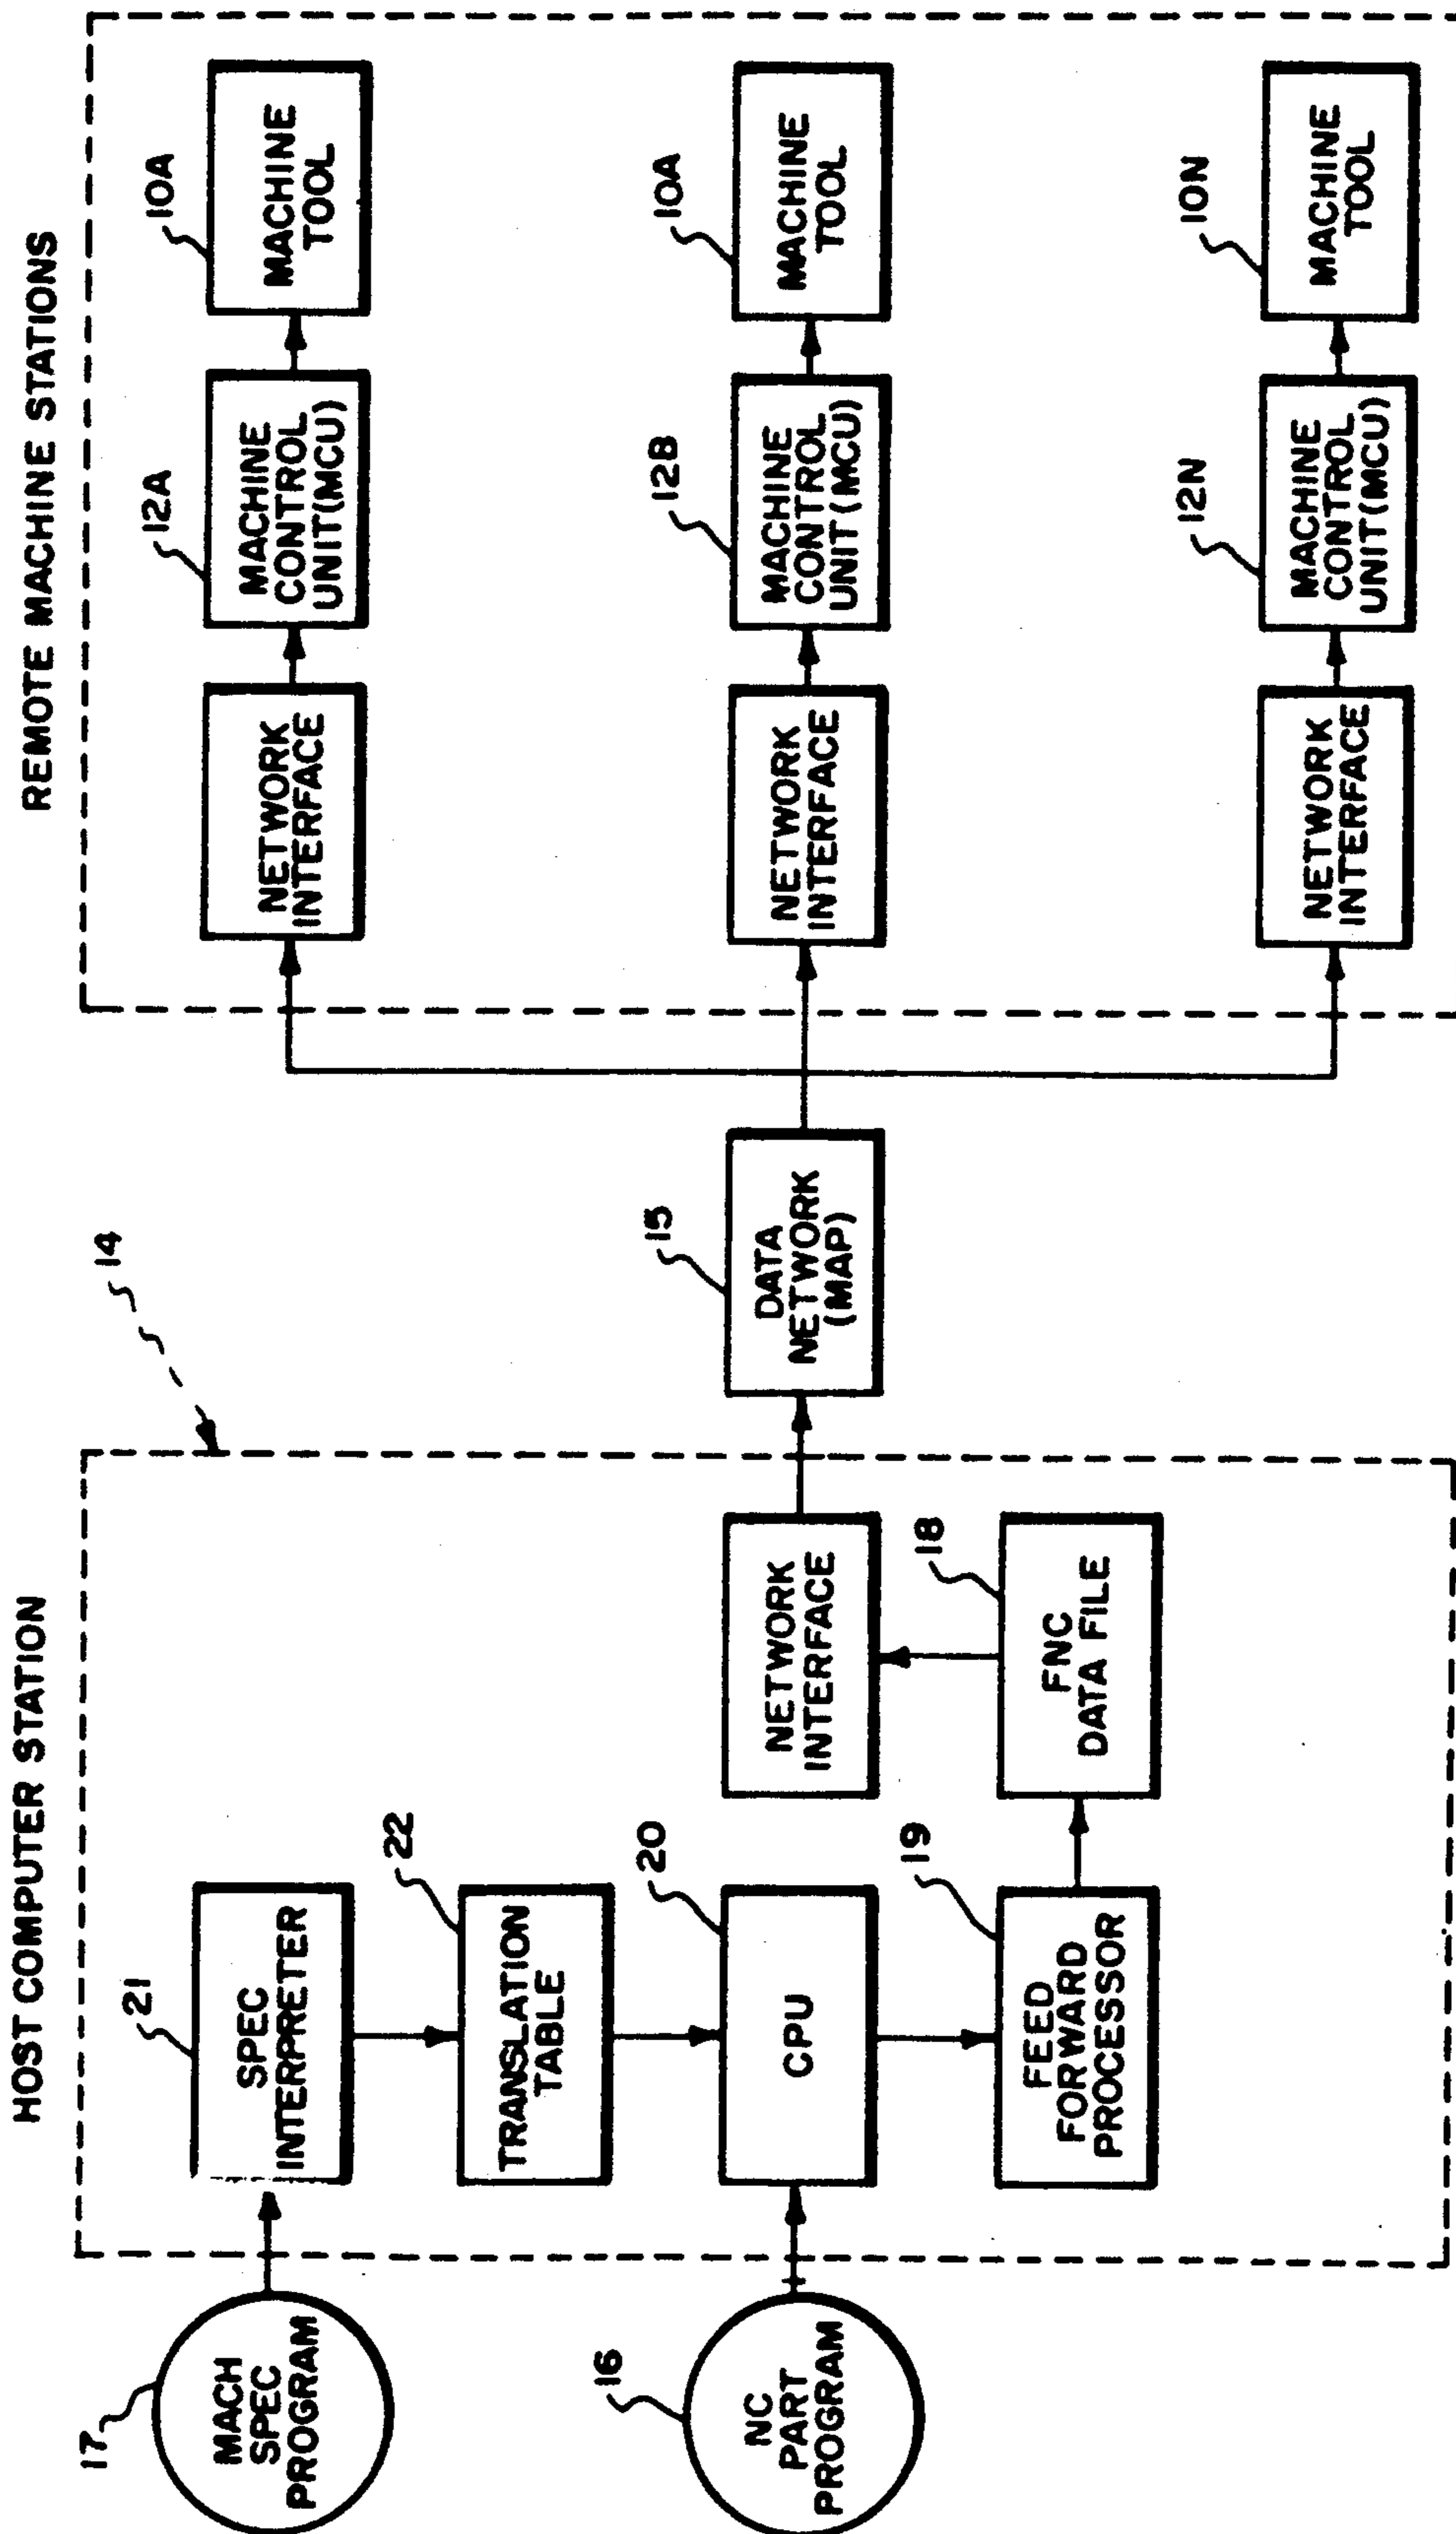 HOST COMPUTER STATION
REMOTE MACHINE STATIONS
17
MACH
SPEC
PROGRAM
21
SPEC
INTERPRETER
22
TRANSLATION
TABLE
16
NC
PART
PROGRAM
20
CPU
19
FEED
FORWARD
PROCESSOR
18
FNC
DATA FILE
NETWORK
INTERFACE
14
15
DATA
NETWORK
(MAP)
NETWORK
INTERFACE
12A
MACHINE
CONTROL
UNIT(MCU)
10A
MACHINE
TOOL
NETWORK
INTERFACE
12B
MACHINE
CONTROL
UNIT(MCU)
10A
MACHINE
TOOL
NETWORK
INTERFACE
12N
MACHINE
CONTROL
UNIT(MCU)
10N
MACHINE
TOOL